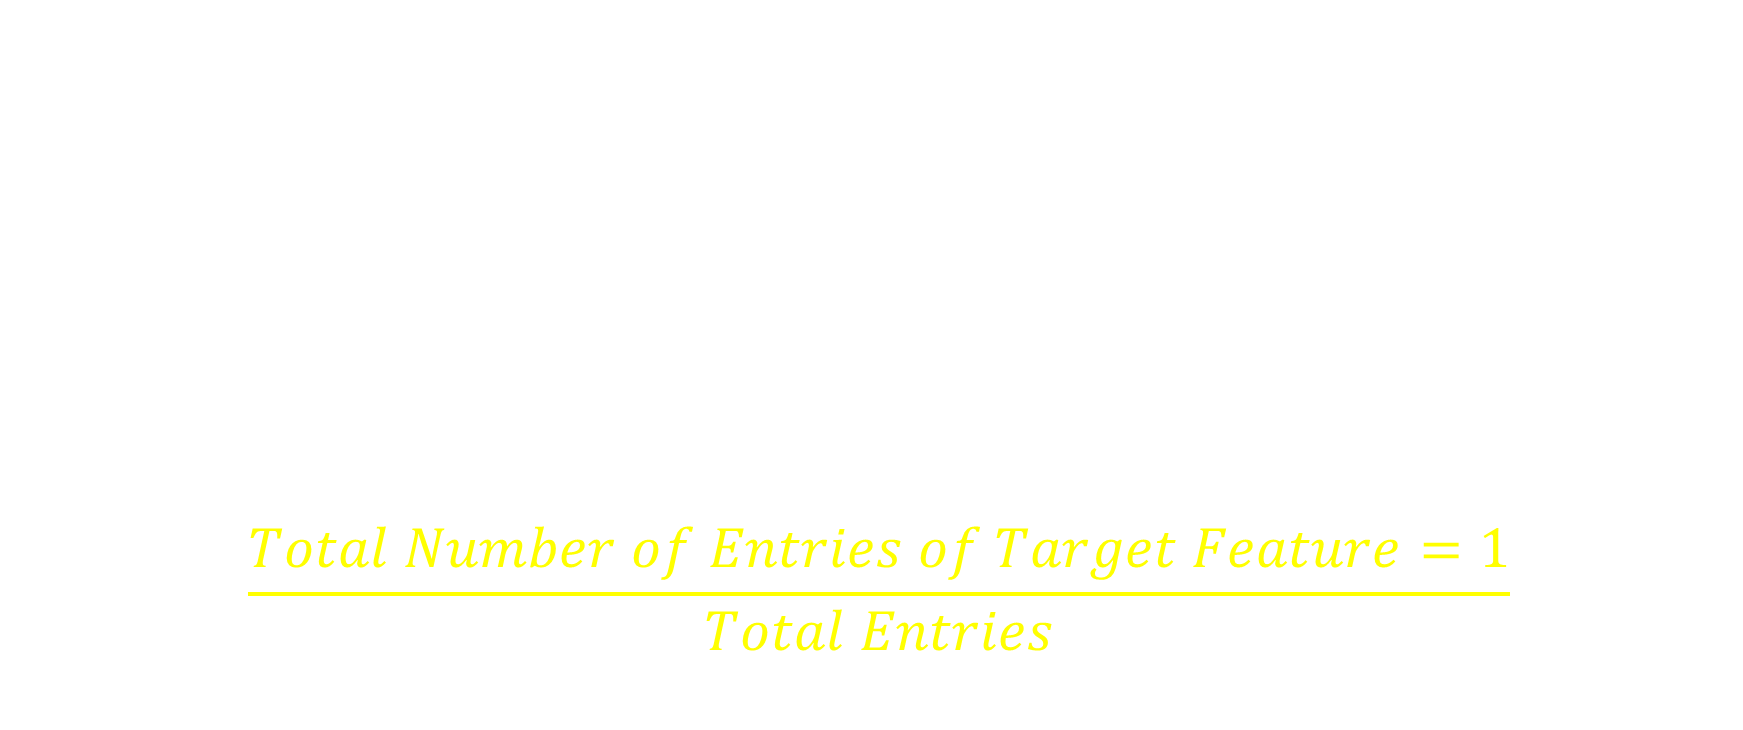 Total Number of Entries of Target Feature = 1
Total Entries